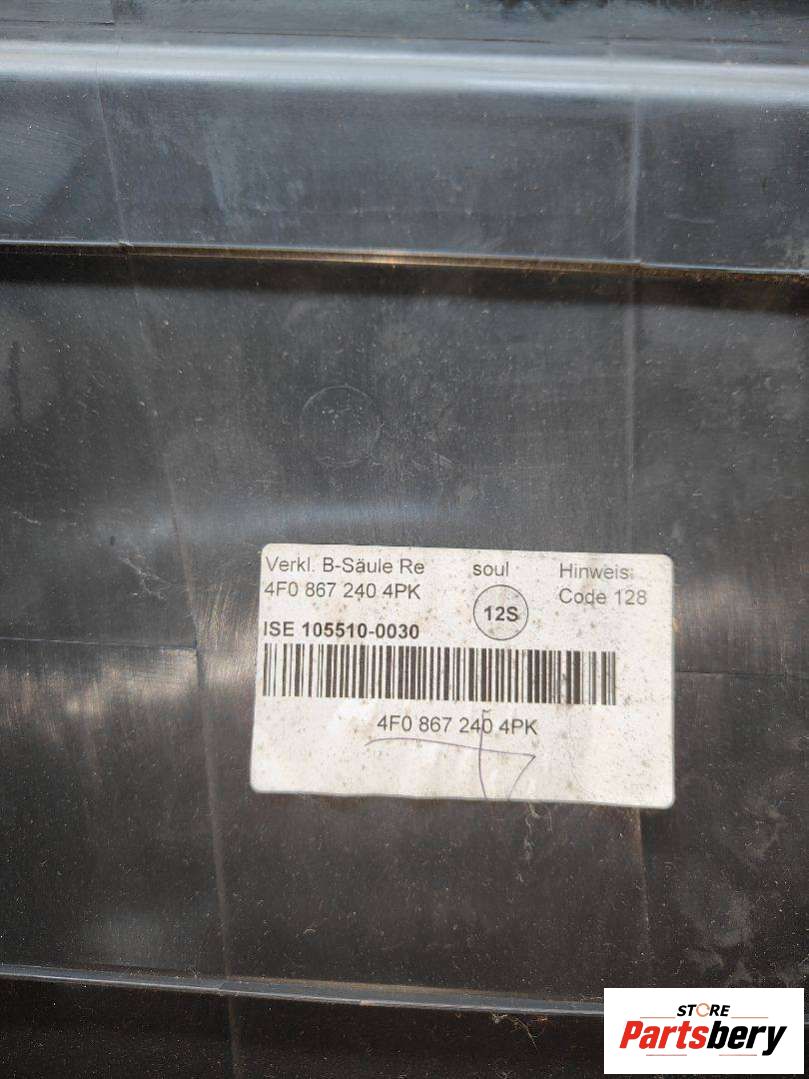 Verkl. B-Säule Re soul Hinweis:
4F0 867 240 4PK 12S Code 128
ISE 105510-0030
4F0 867 240 4PK
STORE
Partsbery